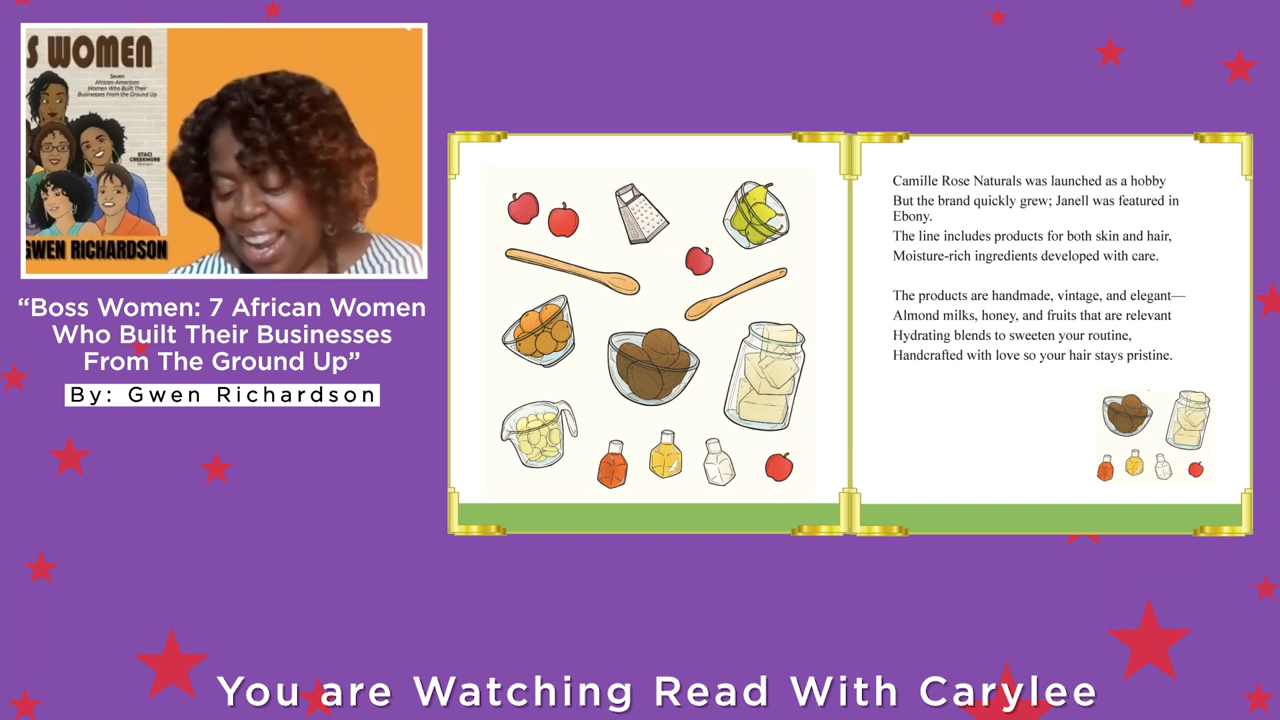 S WOMEN
Seven
African-American
Women Who Built Their
Businesses From the Ground Up
STACI
CREEKMORE
GWEN RICHARDSON
“Boss Women: 7 African Women
Who Built Their Businesses
From The Ground Up”
By: Gwen Richardson
Camille Rose Naturals was launched as a hobby
But the brand quickly grew; Janell was featured in
Ebony.
The line includes products for both skin and hair,
Moisture-rich ingredients developed with care.
The products are handmade, vintage, and elegant—
Almond milks, honey, and fruits that are relevant
Hydrating blends to sweeten your routine,
Handcrafted with love so your hair stays pristine.
You are Watching Read With Carylee